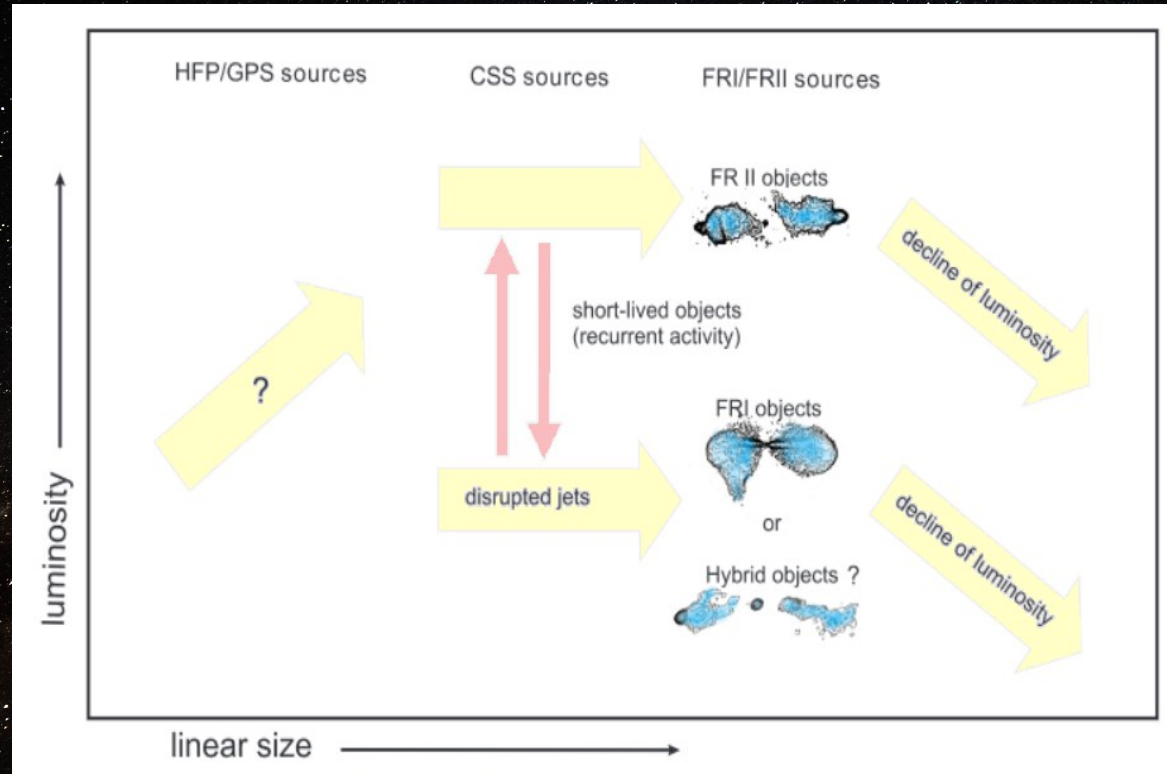 HFP/GPS sources
CSS sources
FRI/FRII sources
FR II objects
decline of luminosity
short-lived objects
(recurrent activity)
?
FRI objects
disrupted jets
or
decline of luminosity
Hybrid objects ?
luminosity
linear size